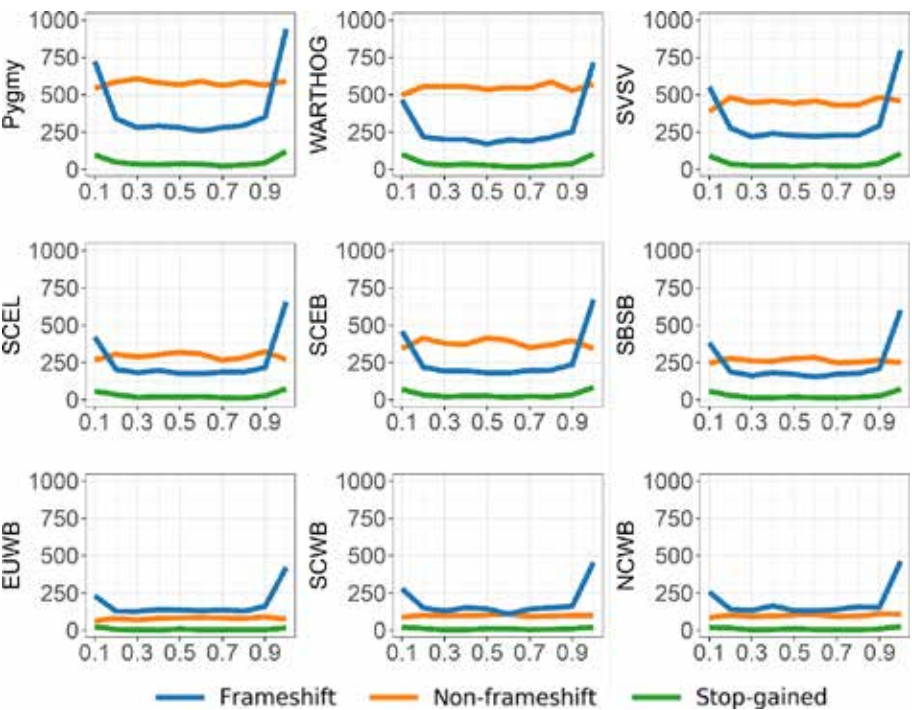 1000 1000 1000
750 750 750
500 500 500
250 250 250
0 0 0
Pygmy WARTHOG SVSV
0.1 0.3 0.5 0.7 0.9 0.1 0.3 0.5 0.7 0.9 0.1 0.3 0.5 0.7 0.9
1000 1000 1000
750 750 750
500 500 500
250 250 250
0 0 0
SCEL SCEB SBSB
0.1 0.3 0.5 0.7 0.9 0.1 0.3 0.5 0.7 0.9 0.1 0.3 0.5 0.7 0.9
1000 1000 1000
750 750 750
500 500 500
250 250 250
0 0 0
EUWB SCWB NCWB
0.1 0.3 0.5 0.7 0.9 0.1 0.3 0.5 0.7 0.9 0.1 0.3 0.5 0.7 0.9
Frameshift Non-frameshift Stop-gained